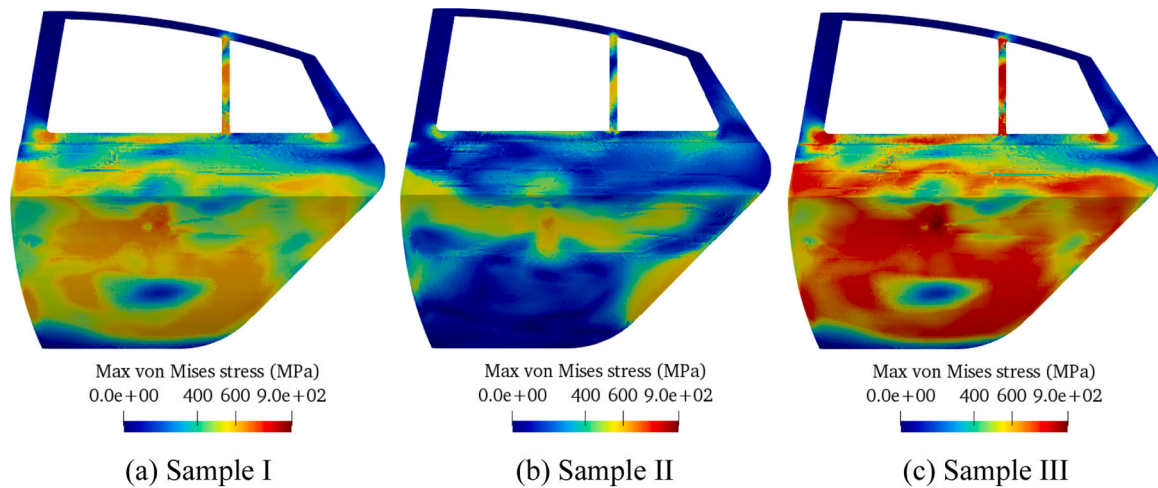 Max von Mises stress (MPa)
0.0e+00 400 600 9.0e+02
(a) Sample I
Max von Mises stress (MPa)
0.0e+00 400 600 9.0e+02
(b) Sample II
Max von Mises stress (MPa)
0.0e+00 400 600 9.0e+02
(c) Sample III